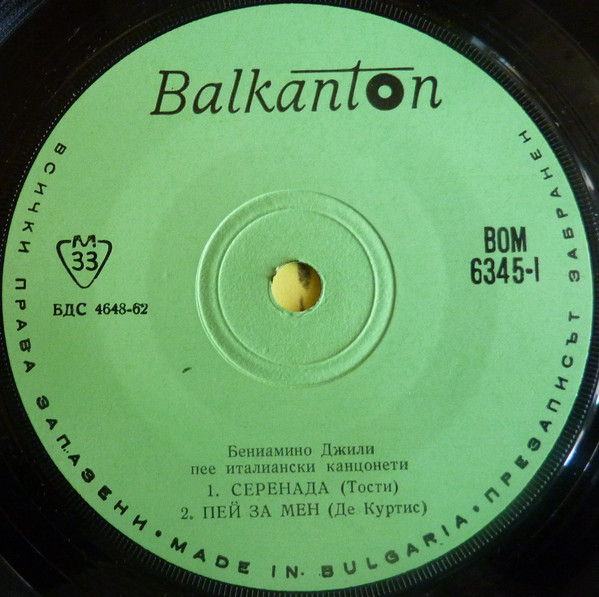 Balkanton
ВСИЧКИ ПРАВА ЗАПАЗЕНИ • MADE IN BULGARIA • ПРЕЗАПИСЪТ ЗАБРАНЕН
М
33
БДС 4648-62
ВОМ
6345-I
Бениамино Джили
пее италиански канцонети
1. СЕРЕНАДА (Тости)
2. ПЕЙ ЗА МЕН (Де Куртис)